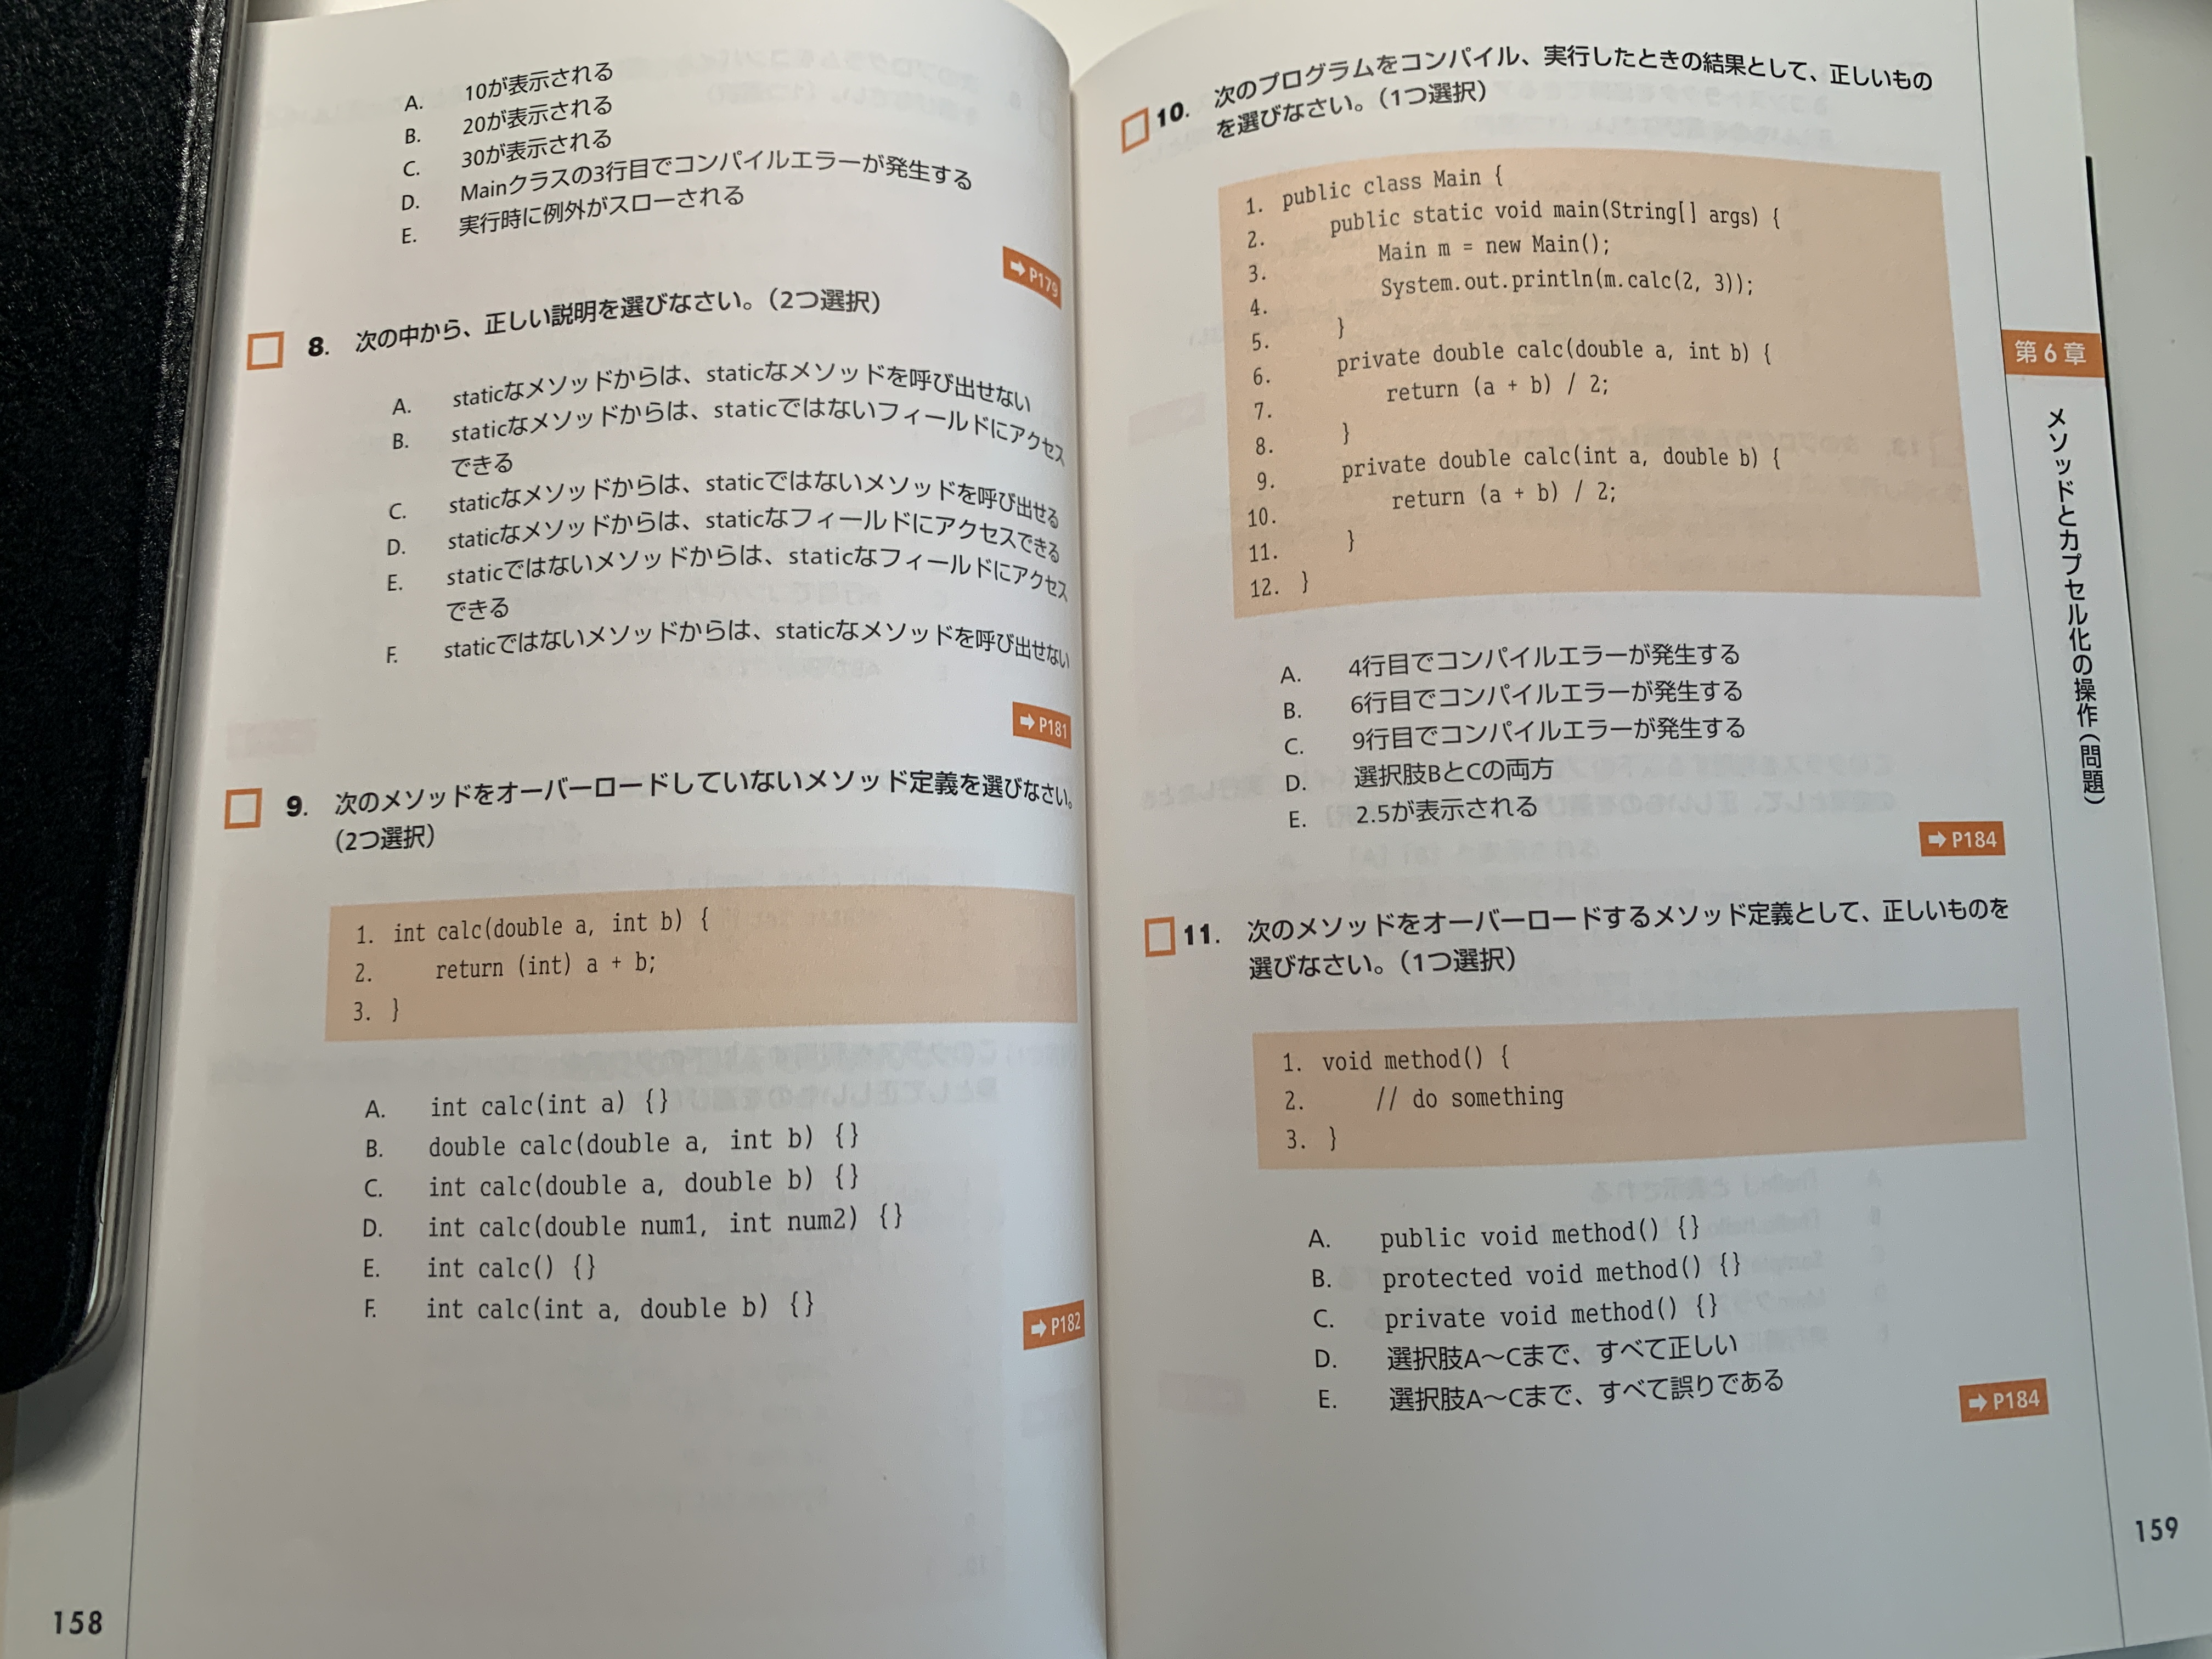 A. 10が表示される
B. 20が表示される
C. 30が表示される
D. Mainクラスの3行目でコンパイルエラーが発生する
E. 実行時に例外がスローされる
➡P179
8. 次の中から、正しい説明を選びなさい。（2つ選択）
A. staticなメソッドからは、staticなメソッドを呼び出せない
B. staticなメソッドからは、staticではないフィールドにアクセス
できる
C. staticなメソッドからは、staticではないメソッドを呼び出せる
D. staticなメソッドからは、staticなフィールドにアクセスできる
E. staticではないメソッドからは、staticなフィールドにアクセス
できる
F. staticではないメソッドからは、staticなメソッドを呼び出せない
➡P181
9. 次のメソッドをオーバーロードしていないメソッド定義を選びなさい。
（2つ選択）
1. int calc(double a, int b) {
2. return (int) a + b;
3. }
A. int calc(int a) {}
B. double calc(double a, int b) {}
C. int calc(double a, double b) {}
D. int calc(double num1, int num2) {}
E. int calc() {}
F. int calc(int a, double b) {}
➡P182
158
10. 次のプログラムをコンパイル、実行したときの結果として、正しいもの
を選びなさい。（1つ選択）
1. public class Main {
2. public static void main(String[] args) {
3. Main m = new Main();
4. System.out.println(m.calc(2, 3));
5. }
6. private double calc(double a, int b) {
7. return (a + b) / 2;
8. }
9. private double calc(int a, double b) {
10. return (a + b) / 2;
11. }
12. }
A. 4行目でコンパイルエラーが発生する
B. 6行目でコンパイルエラーが発生する
C. 9行目でコンパイルエラーが発生する
D. 選択肢BとCの両方
E. 2.5が表示される
➡P184
11. 次のメソッドをオーバーロードするメソッド定義として、正しいものを
選びなさい。（1つ選択）
1. void method() {
2. // do something
3. }
A. public void method() {}
B. protected void method() {}
C. private void method() {}
D. 選択肢A～Cまで、すべて正しい
E. 選択肢A～Cまで、すべて誤りである
➡P184
第6章
メソッドとカプセル化の操作（問題）
159